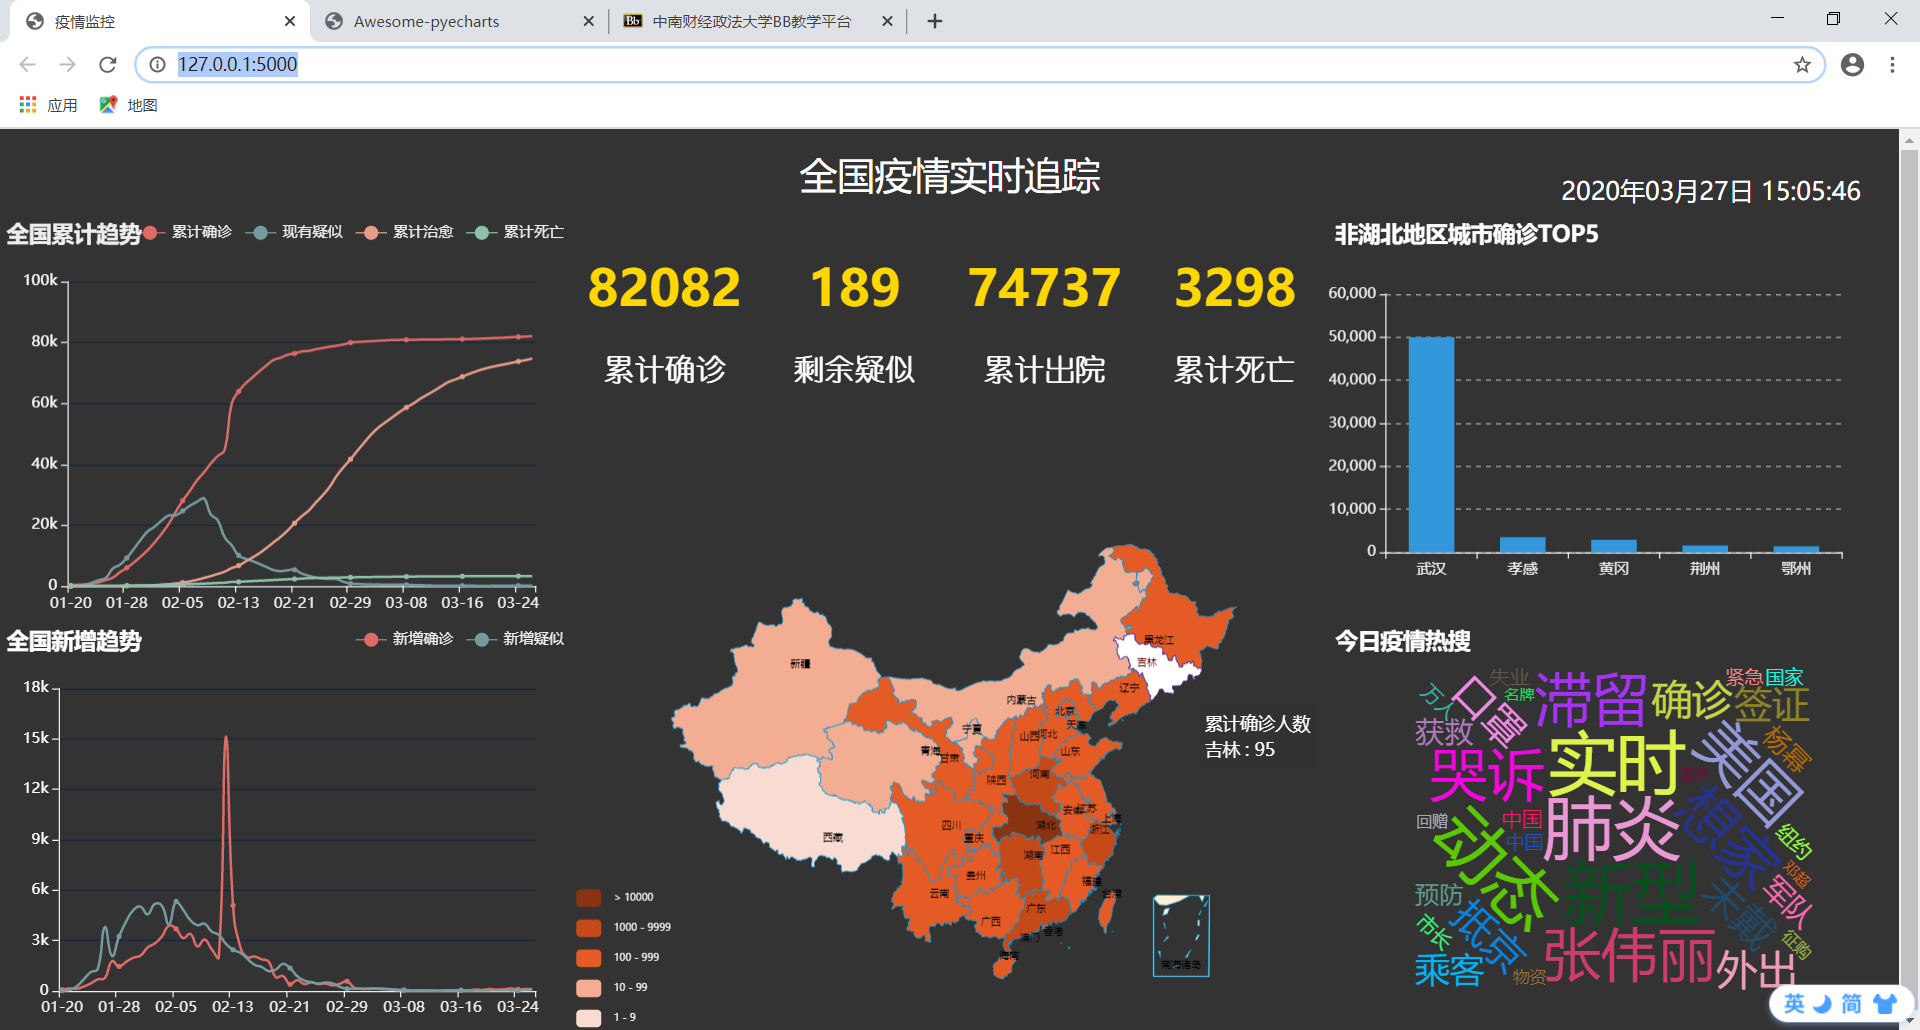 疫情监控
Awesome-pyecharts
Bb 中南财经政法大学BB教学平台
127.0.0.1:5000
应用
地图
全国疫情实时追踪
2020年03月27日 15:05:46
全国累计趋势
累计确诊 现有疑似 累计治愈 累计死亡
100k
80k
60k
40k
20k
0
01-20 01-28 02-05 02-13 02-21 02-29 03-08 03-16 03-24
82082 189 74737 3298
累计确诊 剩余疑似 累计出院 累计死亡
非湖北地区城市确诊TOP5
60,000
50,000
40,000
30,000
20,000
10,000
0
武汉 孝感 黄冈 荆州 鄂州
全国新增趋势
新增确诊 新增疑似
18k
15k
12k
9k
6k
3k
0
01-20 01-28 02-05 02-13 02-21 02-29 03-08 03-16 03-24
黑龙江
吉林
新疆
辽宁
内蒙古
北京
天津
宁夏
山西
河北
青海
甘肃
山东
陕西
河南
西藏
四川
重庆
湖北
安徽
江苏
上海
浙江
湖南
江西
贵州
云南
福建
台湾
广西
广东
澳门
香港
海南
南海诸岛
累计确诊人数
吉林 : 95
> 10000
1000 - 9999
100 - 999
10 - 99
1 - 9
今日疫情热搜
失业
紧急
国家
万人
名牌
口罩
滞留
确诊
签证
获救
杨幂
哭诉
实时
美国
回赠
中国
中国
肺炎
想家
纽约
动态
新型
邓超
预防
未戴
军队
市长
抵京
张伟丽
征购
乘客
物资
外出
英 简